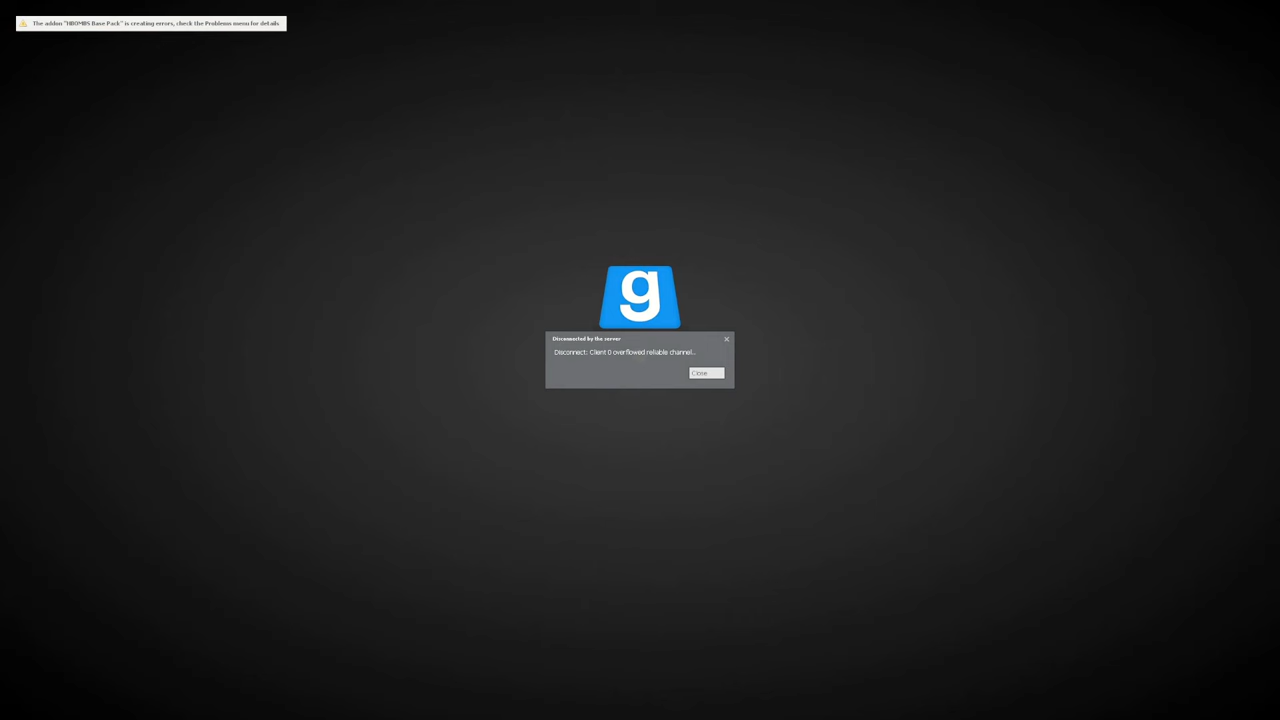 The addon "HBOMBS Base Pack" is creating errors, check the Problems menu for details
g
Disconnected by the server
Disconnect: Client 0 overflowed reliable channel..
Close